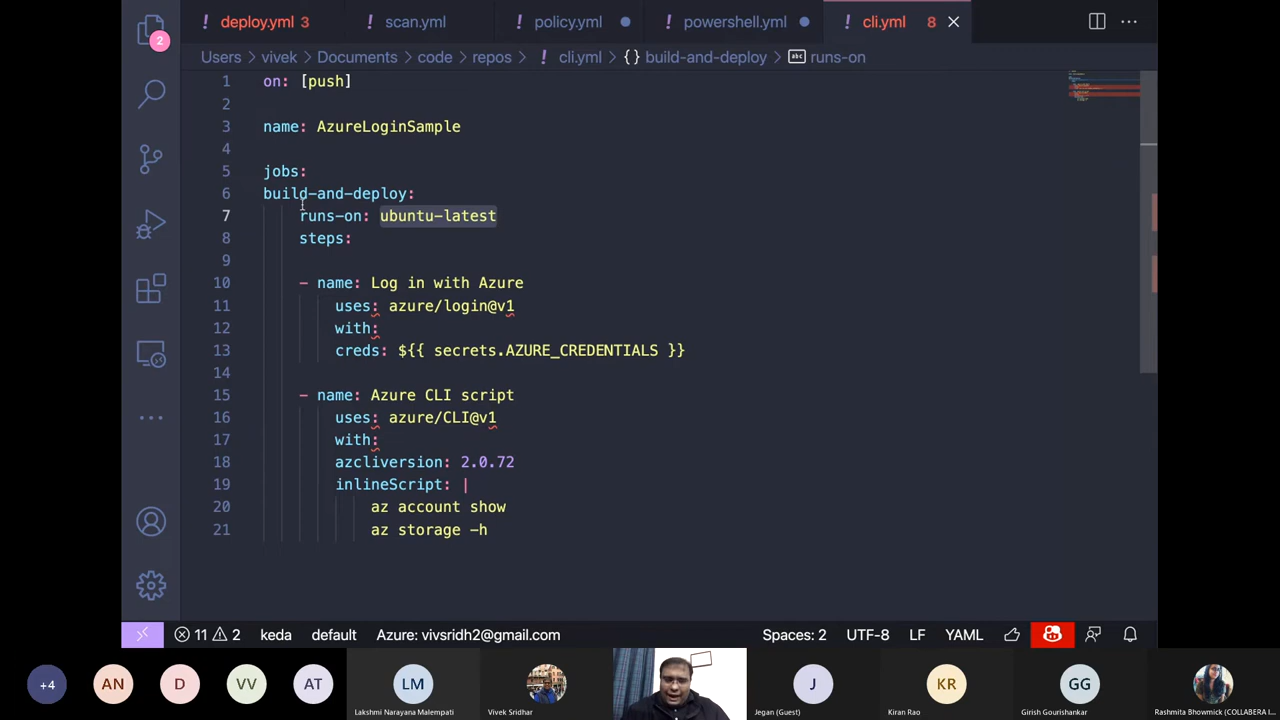 deploy.yml 3
scan.yml
policy.yml
powershell.yml
cli.yml 8
2
Users > vivek > Documents > code > repos > ! cli.yml > {} build-and-deploy > abc runs-on
1 on: [push]
2
3 name: AzureLoginSample
4
5 jobs:
6 build-and-deploy:
7 runs-on: ubuntu-latest
8 steps:
9
10 - name: Log in with Azure
11 uses: azure/login@v1
12 with:
13 creds: ${{ secrets.AZURE_CREDENTIALS }}
14
15 - name: Azure CLI script
16 uses: azure/CLI@v1
17 with:
18 azcliversion: 2.0.72
19 inlineScript: |
20 az account show
21 az storage -h
11 2 keda default Azure: vivsridh2@gmail.com Spaces: 2 UTF-8 LF YAML
+4 AN D VV AT LM J KR GG
Lakshmi Narayana Malempati Vivek Sridhar Jegan (Guest) Kiran Rao Girish Gourishankar Rashmita Bhowmick (COLLABERA I...